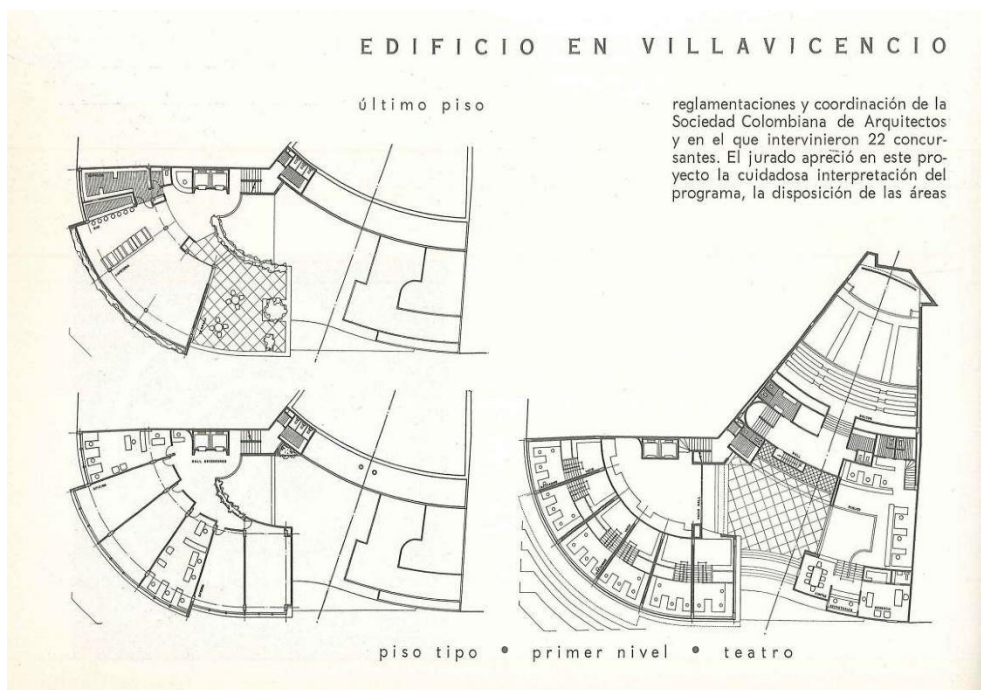 EDIFICIO EN VILLAVICENCIO
último piso
reglamentaciones y coordinación de la
Sociedad Colombiana de Arquitectos
y en el que intervinieron 22 concur-
santes. El jurado apreció en este pro-
yecto la cuidadosa interpretación del
programa, la disposición de las áreas
piso tipo • primer nivel • teatro